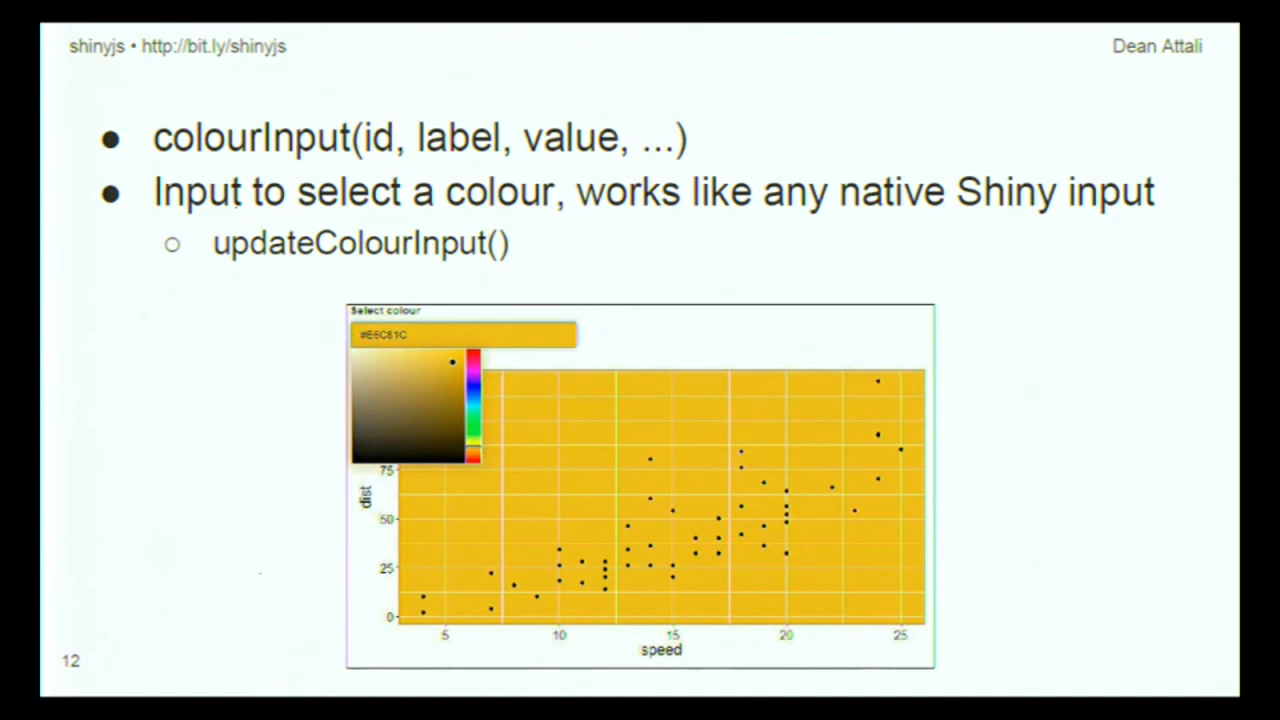 shinyjs • http://bit.ly/shinyjs
Dean Attali
● colourInput(id, label, value, ...)
● Input to select a colour, works like any native Shiny input
○ updateColourInput()
Select colour
75
dist
50
25
0
5 10 15 20 25
speed
12